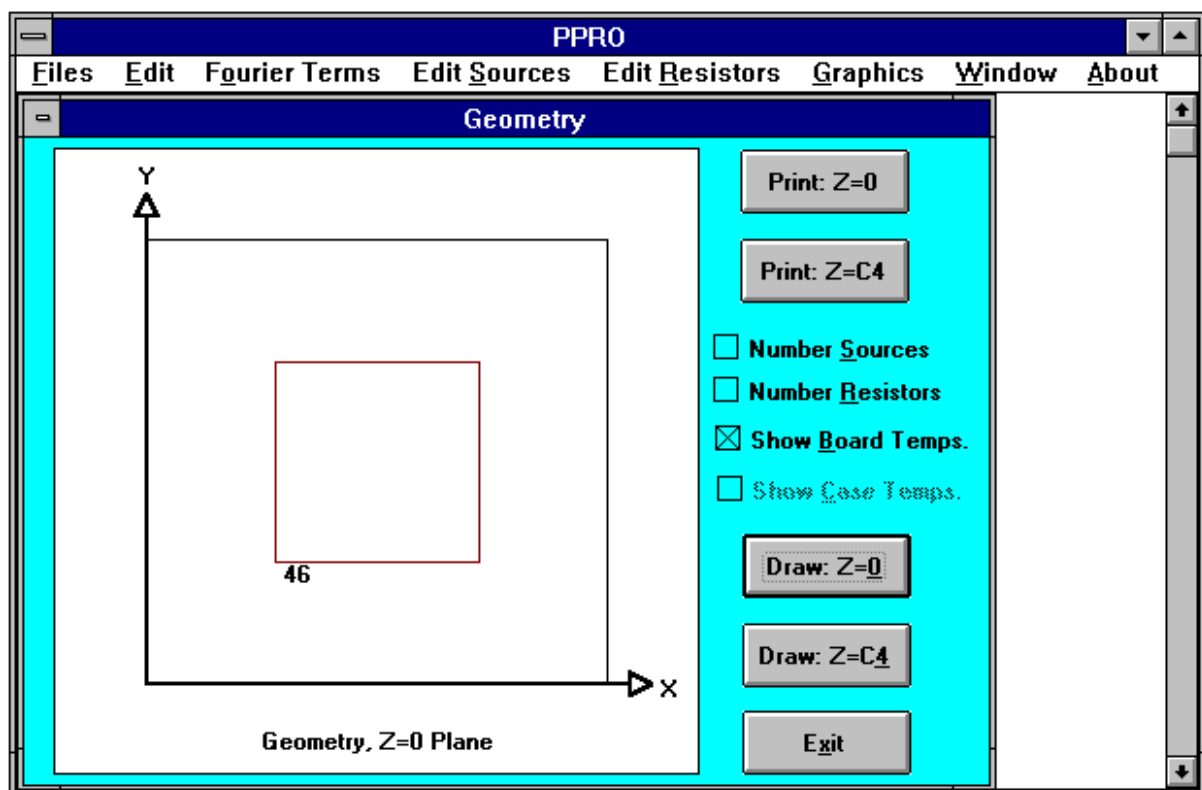 PPRO
Files Edit Fourier Terms Edit Sources Edit Resistors Graphics Window About
Geometry
Y
46
X
Geometry, Z=0 Plane
Print: Z=0
Print: Z=C4
Number Sources
Number Resistors
Show Board Temps.
Show Case Temps.
Draw: Z=0
Draw: Z=C4
Exit